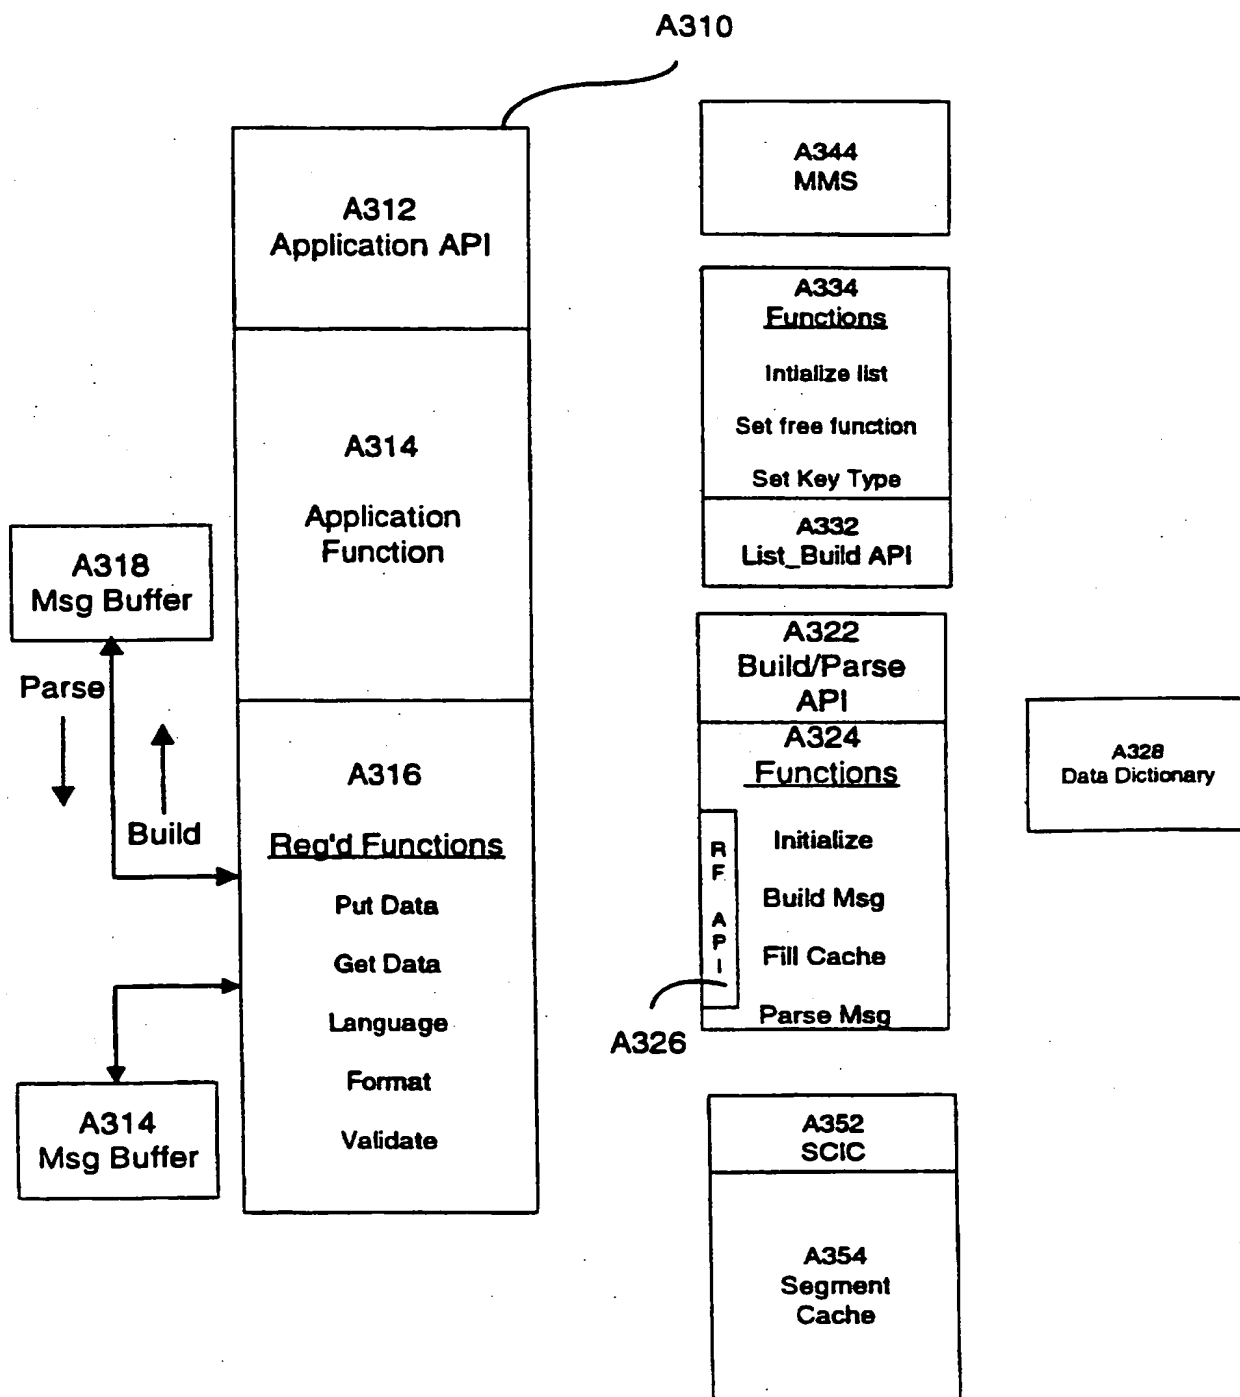 A310
A312
Application API
A314
Application
Function
A318
Msg Buffer
Parse
Build
A316
Reg'd Functions
Put Data
Get Data
Language
Format
Validate
A314
Msg Buffer
A344
MMS
A334
Functions
Intialize list
Set free function
Set Key Type
A332
List_Build API
A322
Build/Parse
API
A324
Functions
Initialize
Build Msg
Fill Cache
Parse Msg
RF API
A326
A328
Data Dictionary
A352
SCIC
A354
Segment
Cache